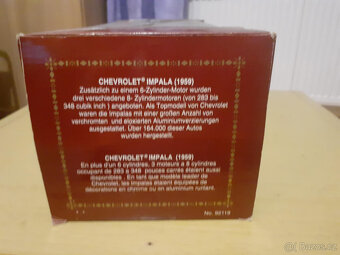 CHEVROLET® IMPALA (1959)
Zusätzlich zu einem 6-Zylinder-Motor wurden
drei verschiedene 8- Zylindermotoren (von 283 bis
348 cubik inch) angeboten. Als Topmodel von Chevrolet
waren die Impalas mit einer großen Anzahl von
verchromten und eloxierten Aluminiumverzierungen
ausgestattet. Über 164.000 dieser Autos
wurden hergestellt.
CHEVROLET® IMPALA (1959)
En plus d'un 6 cylindres, 3 moteurs a 8 cylindres
occupant de 283 à 348 pouces carrés étaient aussi
disponibles. En tant que modèle leader de
Chevrolet, les Impalas étaient équipées de
décorations en chrome ou en aluminium
No. 92119